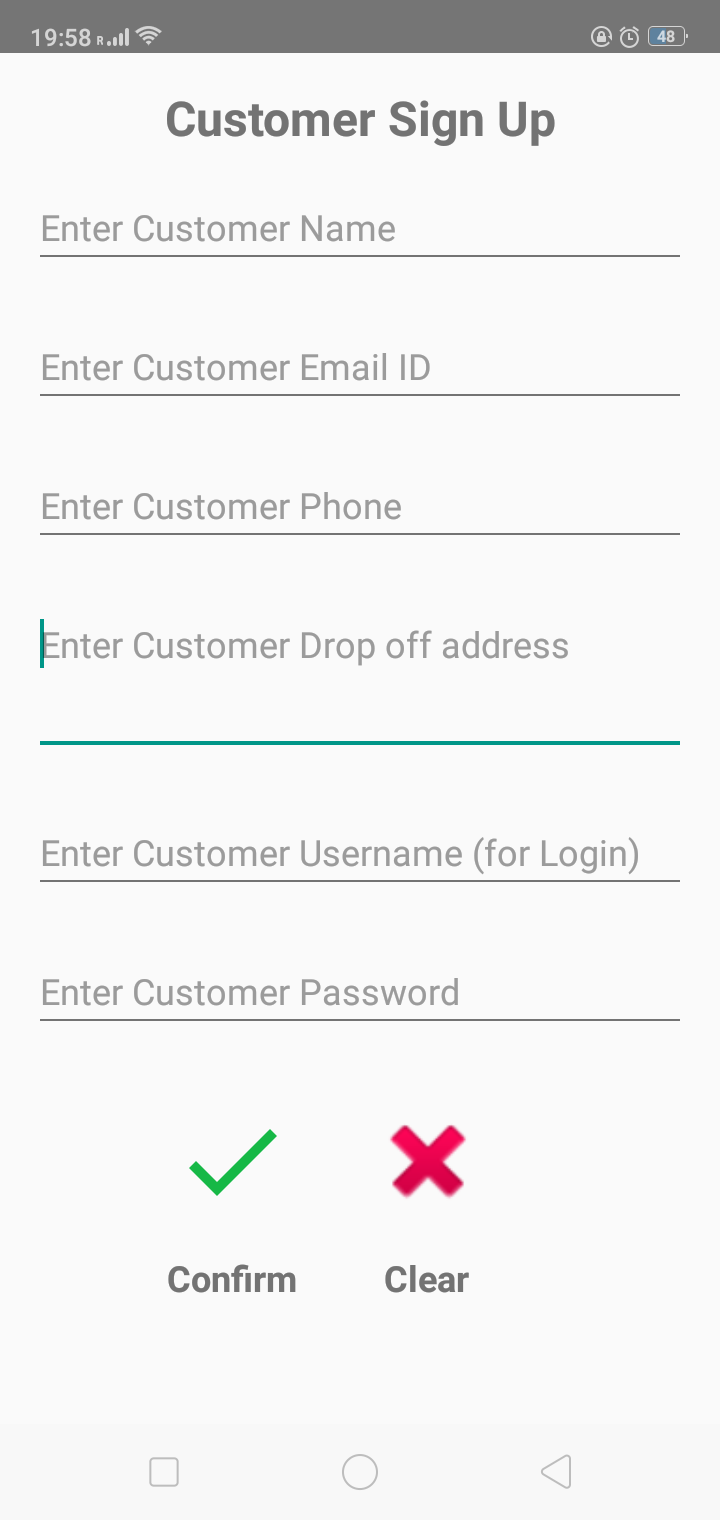 19:58 R 48
Customer Sign Up
Enter Customer Name
Enter Customer Email ID
Enter Customer Phone
Enter Customer Drop off address
Enter Customer Username (for Login)
Enter Customer Password
Confirm Clear